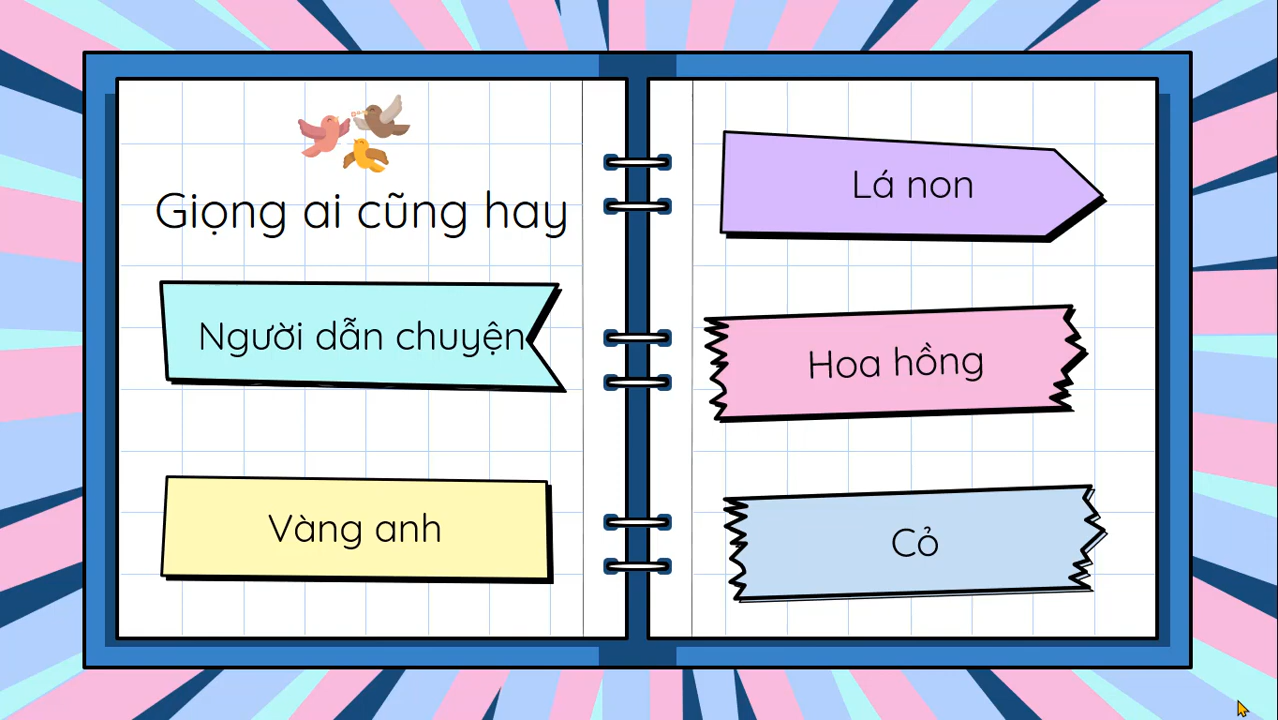 Giọng ai cũng hay
Người dẫn chuyện
Vàng anh
Lá non
Hoa hồng
Cỏ